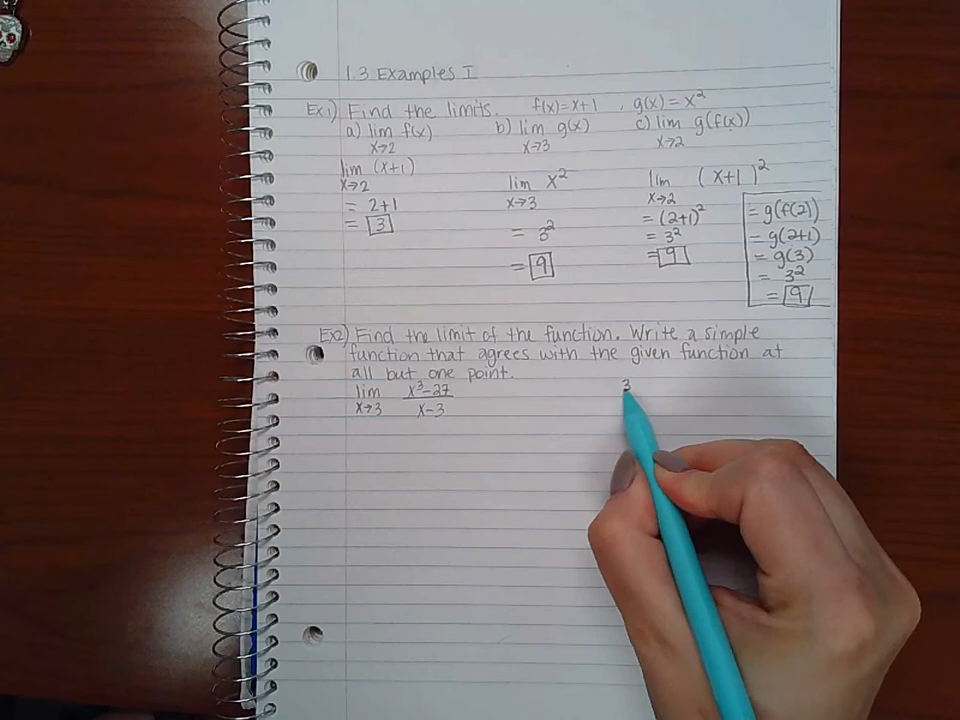 1.3 Examples I
Ex1) Find the limits. f(x)=x+1 , g(x)=x²
a) lim f(x) b) lim g(x) c) lim g(f(x))
x→2 x→3 x→2
lim (x+1) lim x² lim (x+1)²
x→2 x→3 x→2
= 2+1 = 3² = (2+1)² = g(f(2))
= 3 = 9 = 3² = g(2+1)
= 9 = g(3)
= 3²
= 9
Ex2) Find the limit of the function. Write a simple
function that agrees with the given function at
all but one point.
lim x³-27 3
x→3 x-3